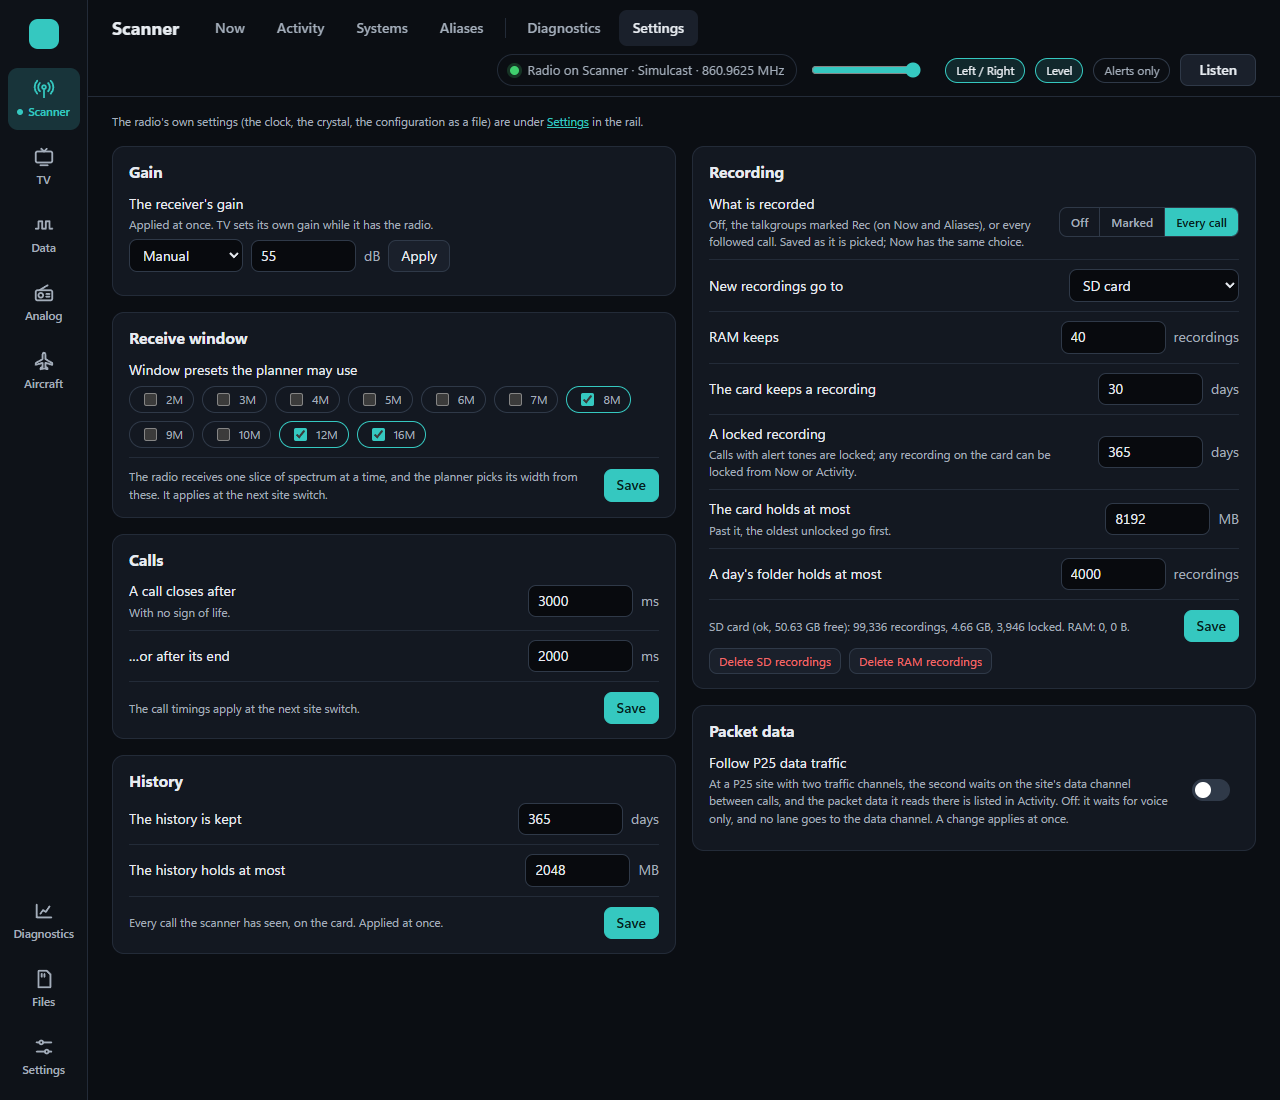 Scanner
Now
Activity
Systems
Aliases
Diagnostics
Settings
Radio on Scanner · Simulcast · 860.9625 MHz
Left / Right
Level
Alerts only
Listen
Scanner
TV
Data
Analog
Aircraft
Diagnostics
Files
Settings
The radio's own settings (the clock, the crystal, the configuration as a file) are under Settings in the rail.
Gain
The receiver's gain
Applied at once. TV sets its own gain while it has the radio.
Manual
55
dB
Apply
Receive window
Window presets the planner may use
2M
3M
4M
5M
6M
7M
8M
9M
10M
12M
16M
The radio receives one slice of spectrum at a time, and the planner picks its width from
these. It applies at the next site switch.
Save
Calls
A call closes after
With no sign of life.
3000
ms
...or after its end
2000
ms
The call timings apply at the next site switch.
Save
History
The history is kept
365
days
The history holds at most
2048
MB
Every call the scanner has seen, on the card. Applied at once.
Save
Recording
What is recorded
Off, the talkgroups marked Rec (on Now and Aliases), or every
followed call. Saved as it is picked; Now has the same choice.
Off
Marked
Every call
New recordings go to
SD card
RAM keeps
40
recordings
The card keeps a recording
30
days
A locked recording
Calls with alert tones are locked; any recording on the card can be
locked from Now or Activity.
365
days
The card holds at most
Past it, the oldest unlocked go first.
8192
MB
A day's folder holds at most
4000
recordings
SD card (ok, 50.63 GB free): 99,336 recordings, 4.66 GB, 3,946 locked. RAM: 0, 0 B.
Save
Delete SD recordings
Delete RAM recordings
Packet data
Follow P25 data traffic
At a P25 site with two traffic channels, the second waits on the site's data channel
between calls, and the packet data it reads there is listed in Activity. Off: it waits for voice
only, and no lane goes to the data channel. A change applies at once.